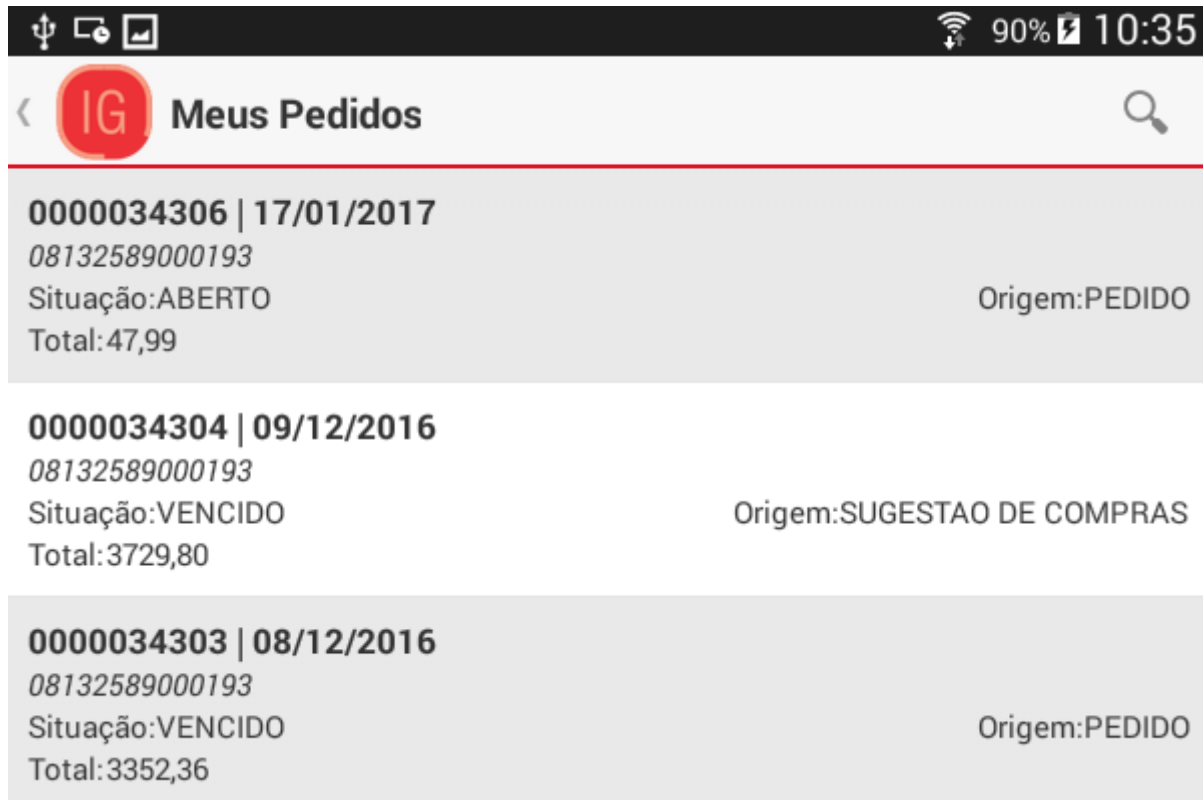 90% 10:35
IG Meus Pedidos
0000034306 | 17/01/2017
08132589000193
Situação:ABERTO Origem:PEDIDO
Total:47,99
0000034304 | 09/12/2016
08132589000193
Situação:VENCIDO Origem:SUGESTAO DE COMPRAS
Total:3729,80
0000034303 | 08/12/2016
08132589000193
Situação:VENCIDO Origem:PEDIDO
Total:3352,36